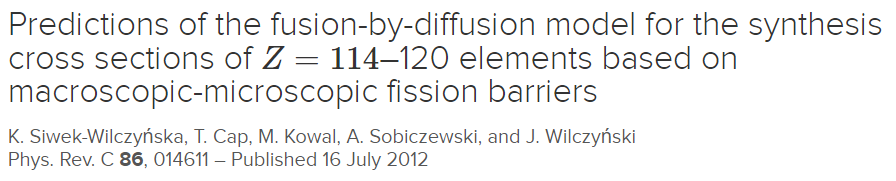 Predictions of the fusion-by-diffusion model for the synthesis
cross sections of Z = 114–120 elements based on
macroscopic-microscopic fission barriers
K. Siwek-Wilczyńska, T. Cap, M. Kowal, A. Sobiczewski, and J. Wilczyński
Phys. Rev. C 86, 014611 – Published 16 July 2012